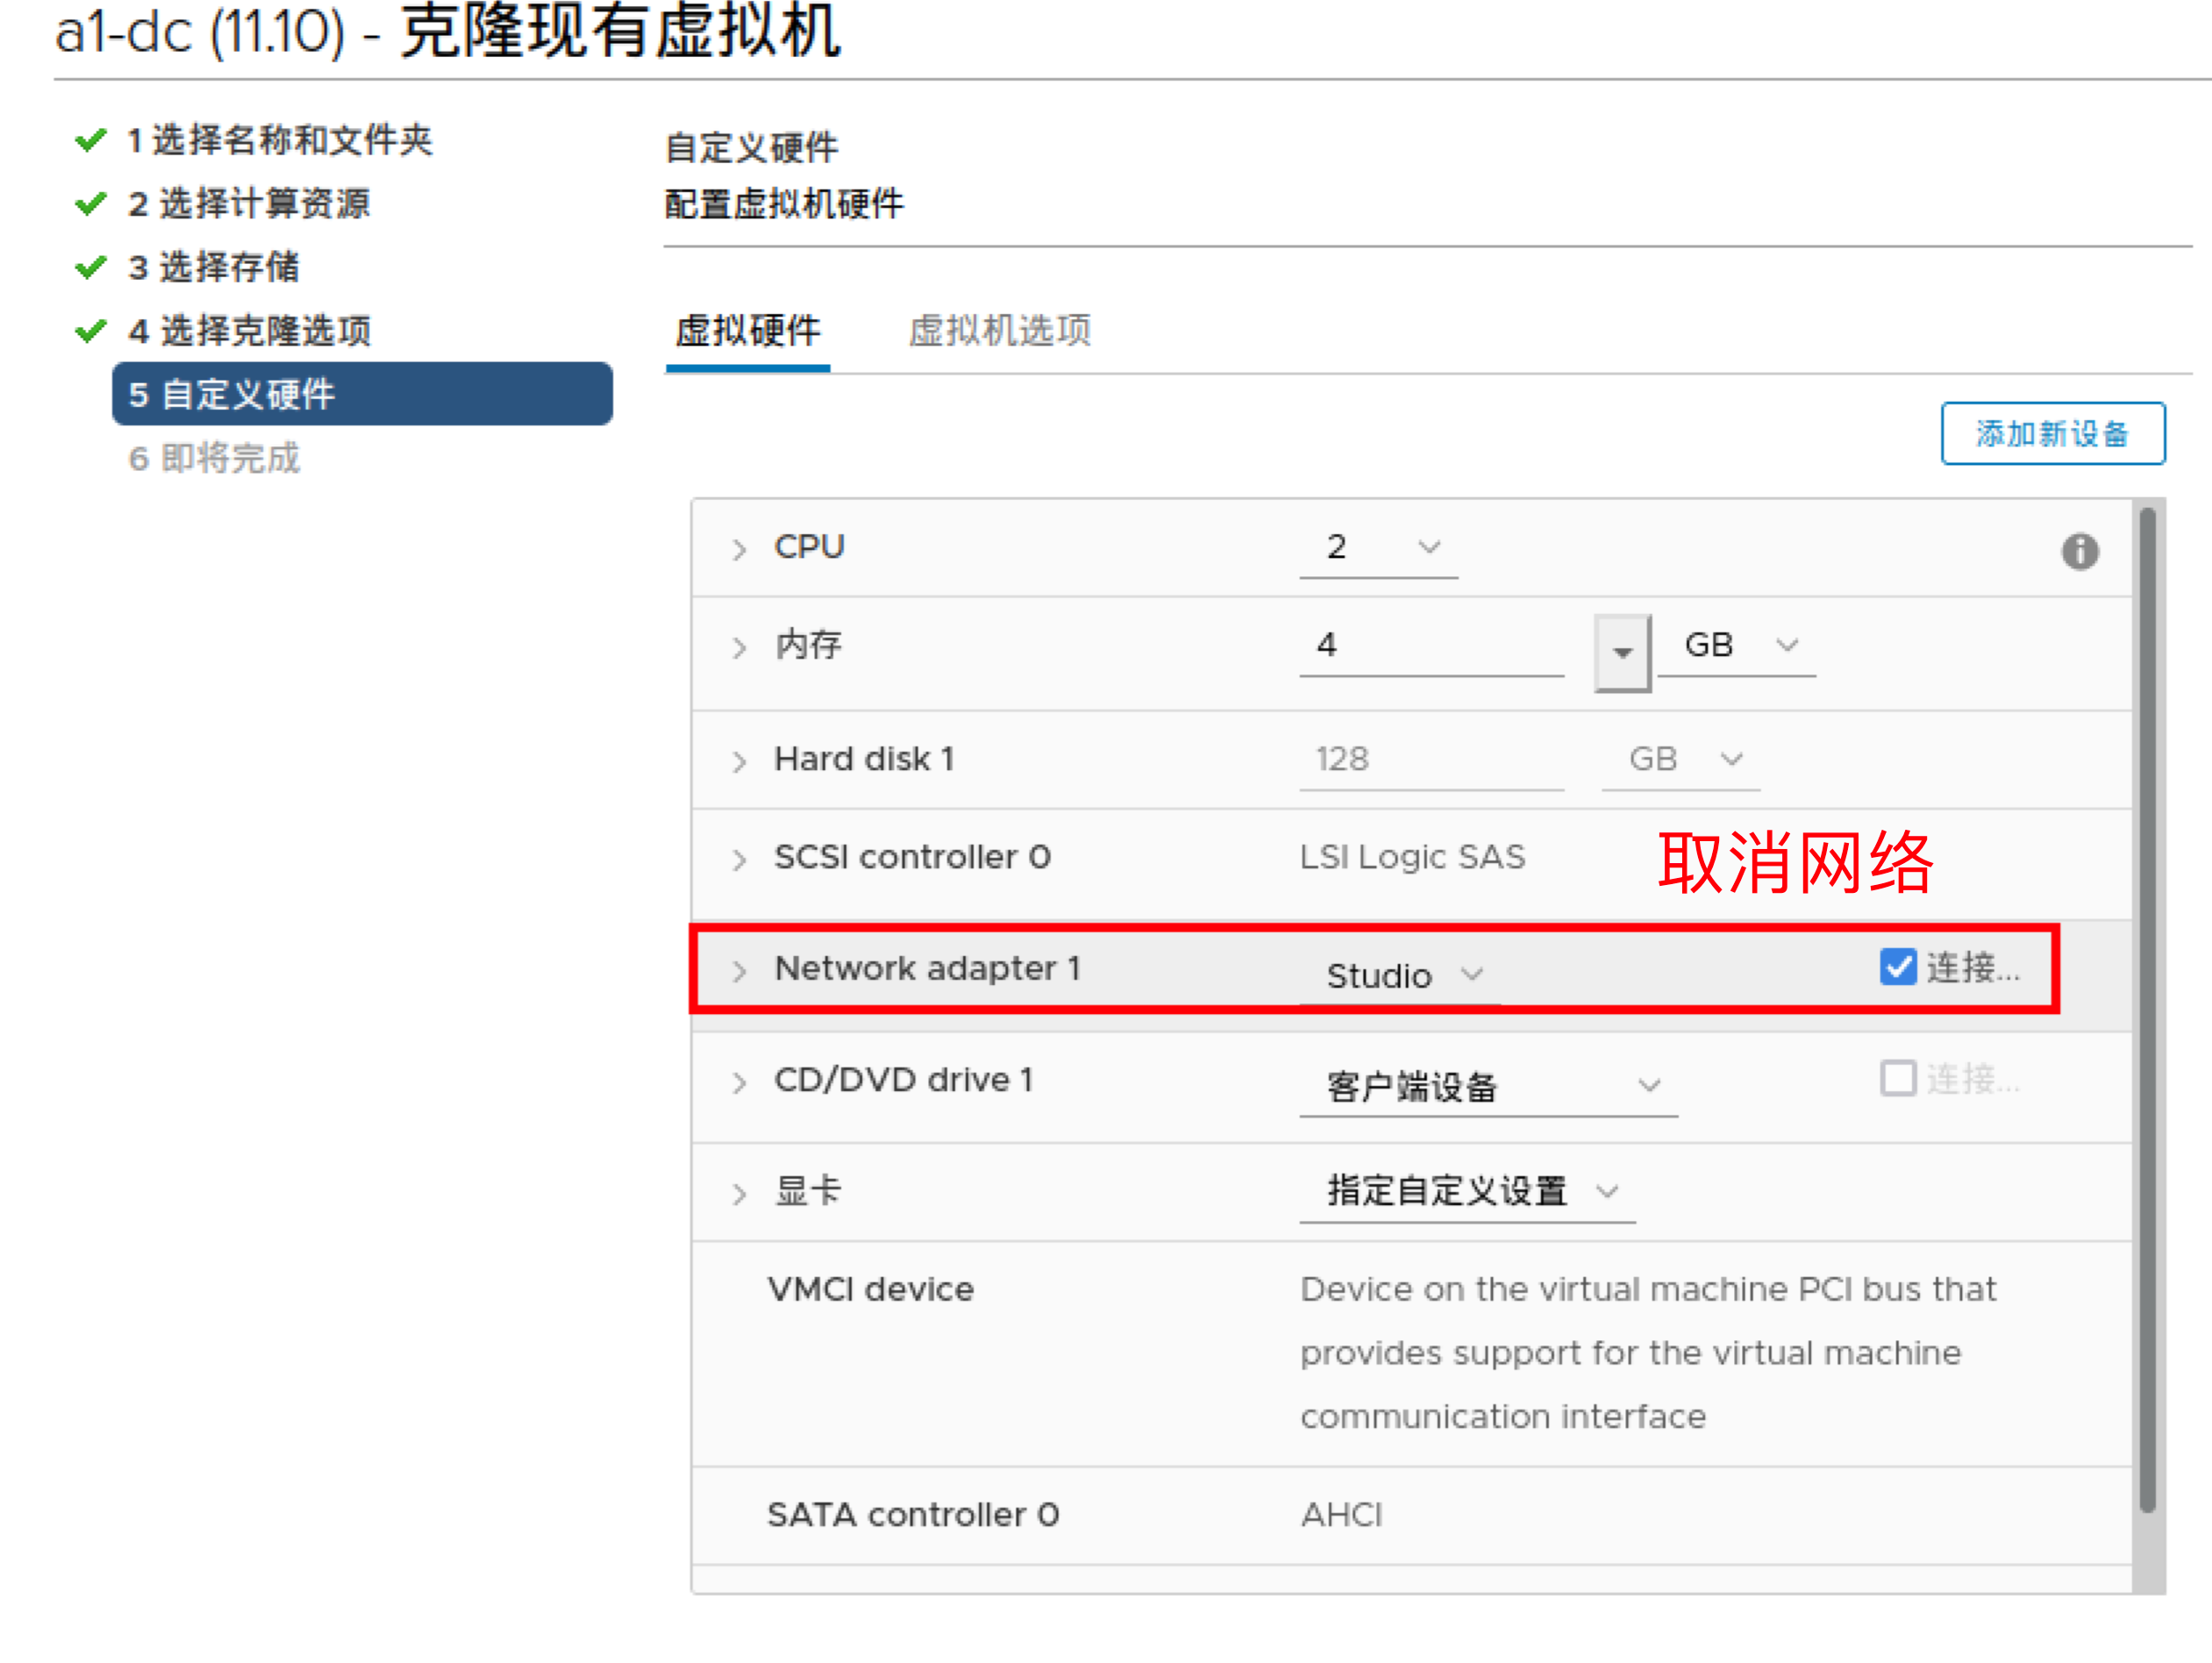 a1-dc (11.10) - 克隆现有虚拟机
1 选择名称和文件夹
2 选择计算资源
3 选择存储
4 选择克隆选项
5 自定义硬件
6 即将完成
自定义硬件
配置虚拟机硬件
虚拟硬件 虚拟机选项
添加新设备
CPU 2
内存 4 GB
Hard disk 1 128 GB
SCSI controller 0 LSI Logic SAS
取消网络
Network adapter 1 Studio 连接...
CD/DVD drive 1 客户端设备 连接...
显卡 指定自定义设置
VMCI device Device on the virtual machine PCI bus that
provides support for the virtual machine
communication interface
SATA controller 0 AHCI